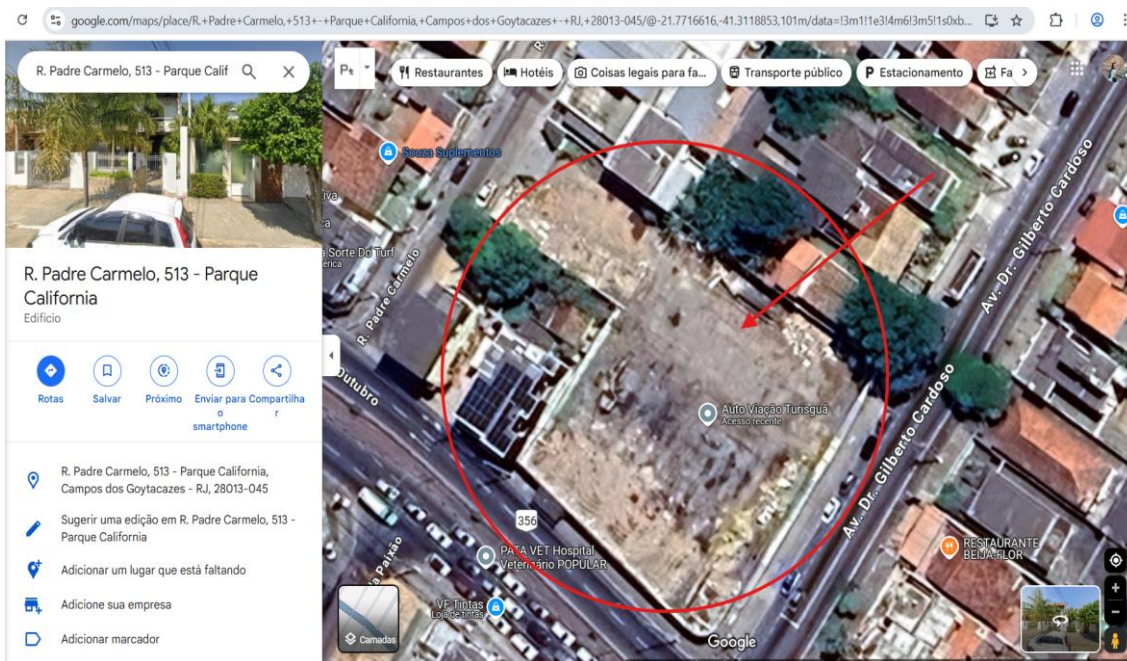 google.com/maps/place/R.+Padre+Carmelo,+513+-+Parque+California,+Campos+dos+Goytacazes+-+RJ,+28013-045/@-21.7716616,-41.3118853,101m/data=!3m1!1e3!4m6!3m5!1s0xb...
R. Padre Carmelo, 513 - Parque Calif
Pt
Restaurantes
Hotéis
Coisas legais para fa...
Transporte público
P Estacionamento
Fa
R. Padre Carmelo, 513 - Parque
California
Edifício
Rotas
Salvar
Próximo
Enviar para
o
smartphone
Compartilha
r
R. Padre Carmelo, 513 - Parque California,
Campos dos Goytacazes - RJ, 28013-045
Sugerir uma edição em R. Padre Carmelo, 513 -
Parque California
Adicionar um lugar que está faltando
Adicione sua empresa
Adicionar marcador
Souza Suplementos
iva
a
a Sorte Do Turf
érica
R. Padre Carmelo
Outubro
Auto Viação Turisguá
Acesso recente
Av. Dr. Gilberto Cardoso
Av. Dr. Gilberto Cardoso
356
PATA VET Hospital
Veterinário POPULAR
da Paixão
VF Tintas
Loja de tintas
RESTAURANTE
BEIJA-FLOR
Camadas
Google